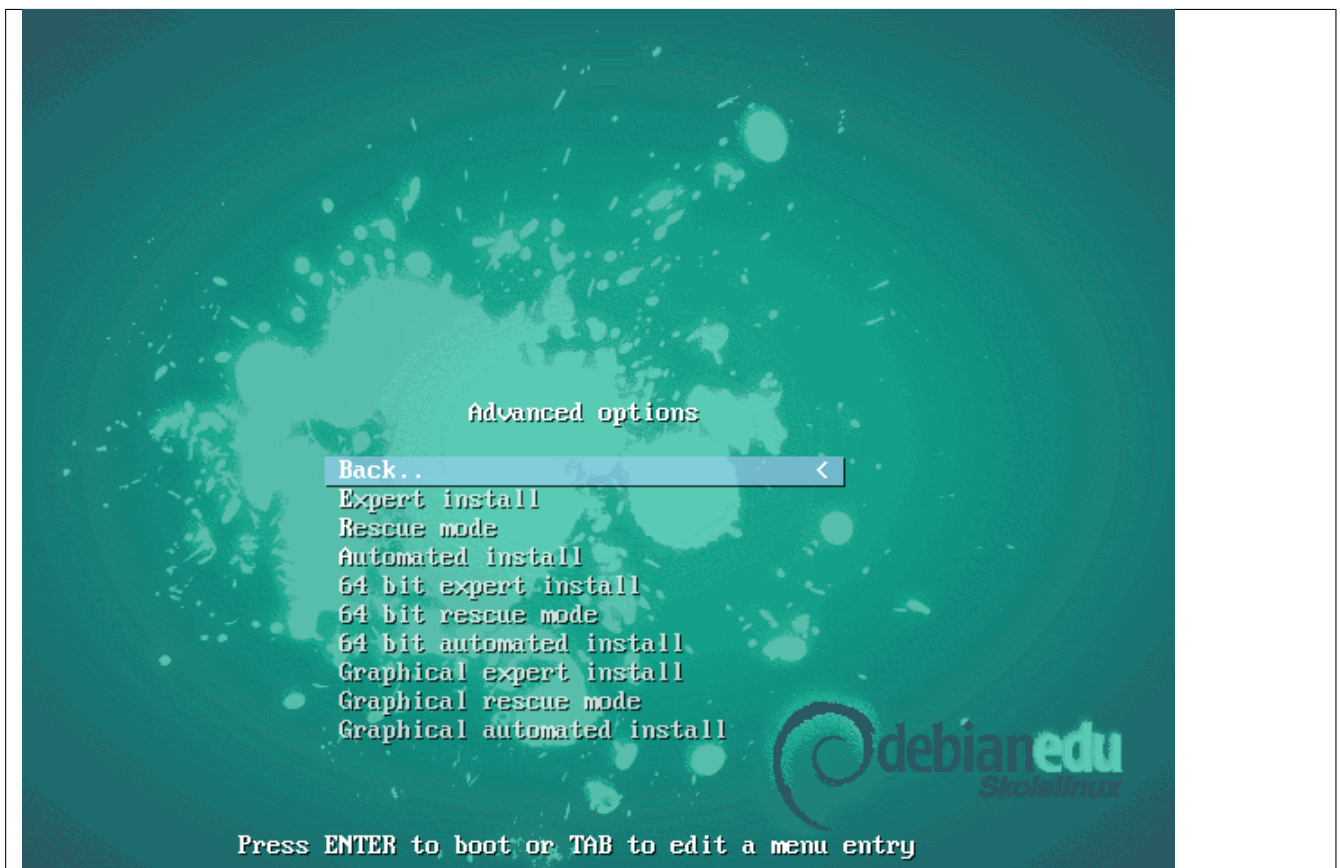 Advanced options
Back.. <
Expert install
Rescue mode
Automated install
64 bit expert install
64 bit rescue mode
64 bit automated install
Graphical expert install
Graphical rescue mode
Graphical automated install
debianedu
Skolelinux
Press ENTER to boot or TAB to edit a menu entry